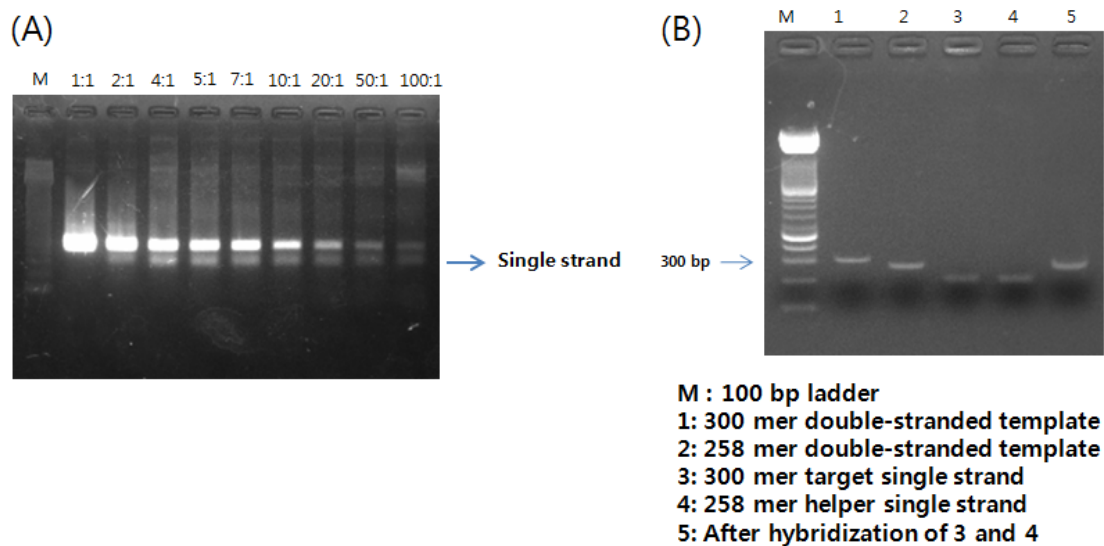 (A)
M 1:1 2:1 4:1 5:1 7:1 10:1 20:1 50:1 100:1
Single strand
(B)
M 1 2 3 4 5
300 bp
M : 100 bp ladder
1: 300 mer double-stranded template
2: 258 mer double-stranded template
3: 300 mer target single strand
4: 258 mer helper single strand
5: After hybridization of 3 and 4